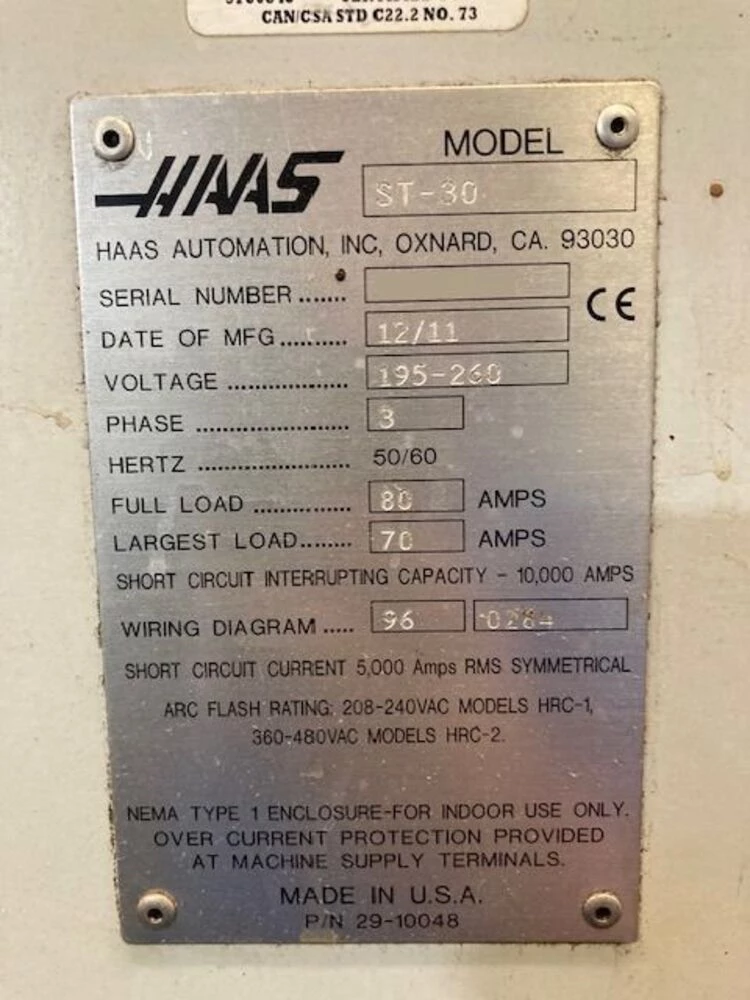 CAN/CSA STD C22.2 NO. 73
HAAS
MODEL
ST-30
HAAS AUTOMATION, INC, OXNARD, CA. 93030
SERIAL NUMBER .......
CE
DATE OF MFG.......... 12/11
VOLTAGE .................. 195-260
PHASE ....................... 3
HERTZ ....................... 50/60
FULL LOAD ............... 80 AMPS
LARGEST LOAD........ 70 AMPS
SHORT CIRCUIT INTERRUPTING CAPACITY - 10,000 AMPS
WIRING DIAGRAM ..... 96 0284
SHORT CIRCUIT CURRENT 5,000 Amps RMS SYMMETRICAL
ARC FLASH RATING: 208-240VAC MODELS HRC-1,
360-480VAC MODELS HRC-2.
NEMA TYPE 1 ENCLOSURE-FOR INDOOR USE ONLY.
OVER CURRENT PROTECTION PROVIDED
AT MACHINE SUPPLY TERMINALS.
MADE IN U.S.A.
P/N 29-10048